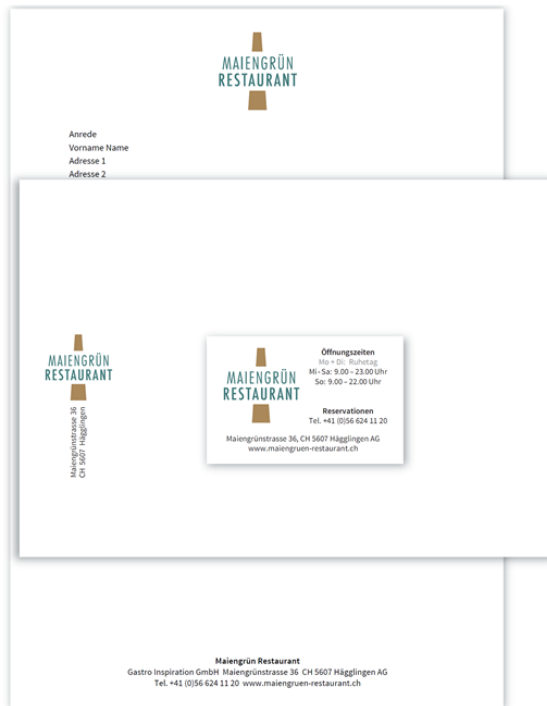 MAIENGRÜN
RESTAURANT
Anrede
Vorname Name
Adresse 1
Adresse 2
MAIENGRÜN
RESTAURANT
Maiengrünstrasse 36
CH 5607 Hägglingen
MAIENGRÜN
RESTAURANT
Öffnungszeiten
Mo + Di: Ruhetag
Mi - Sa: 9.00 – 23.00 Uhr
So: 9.00 – 22.00 Uhr
Reservationen
Tel. +41 (0)56 624 11 20
Maiengrünstrasse 36, CH 5607 Hägglingen AG
www.maiengruen-restaurant.ch
Maiengrün Restaurant
Gastro Inspiration GmbH Maiengrünstrasse 36 CH 5607 Hägglingen AG
Tel. +41 (0)56 624 11 20 www.maiengruen-restaurant.ch